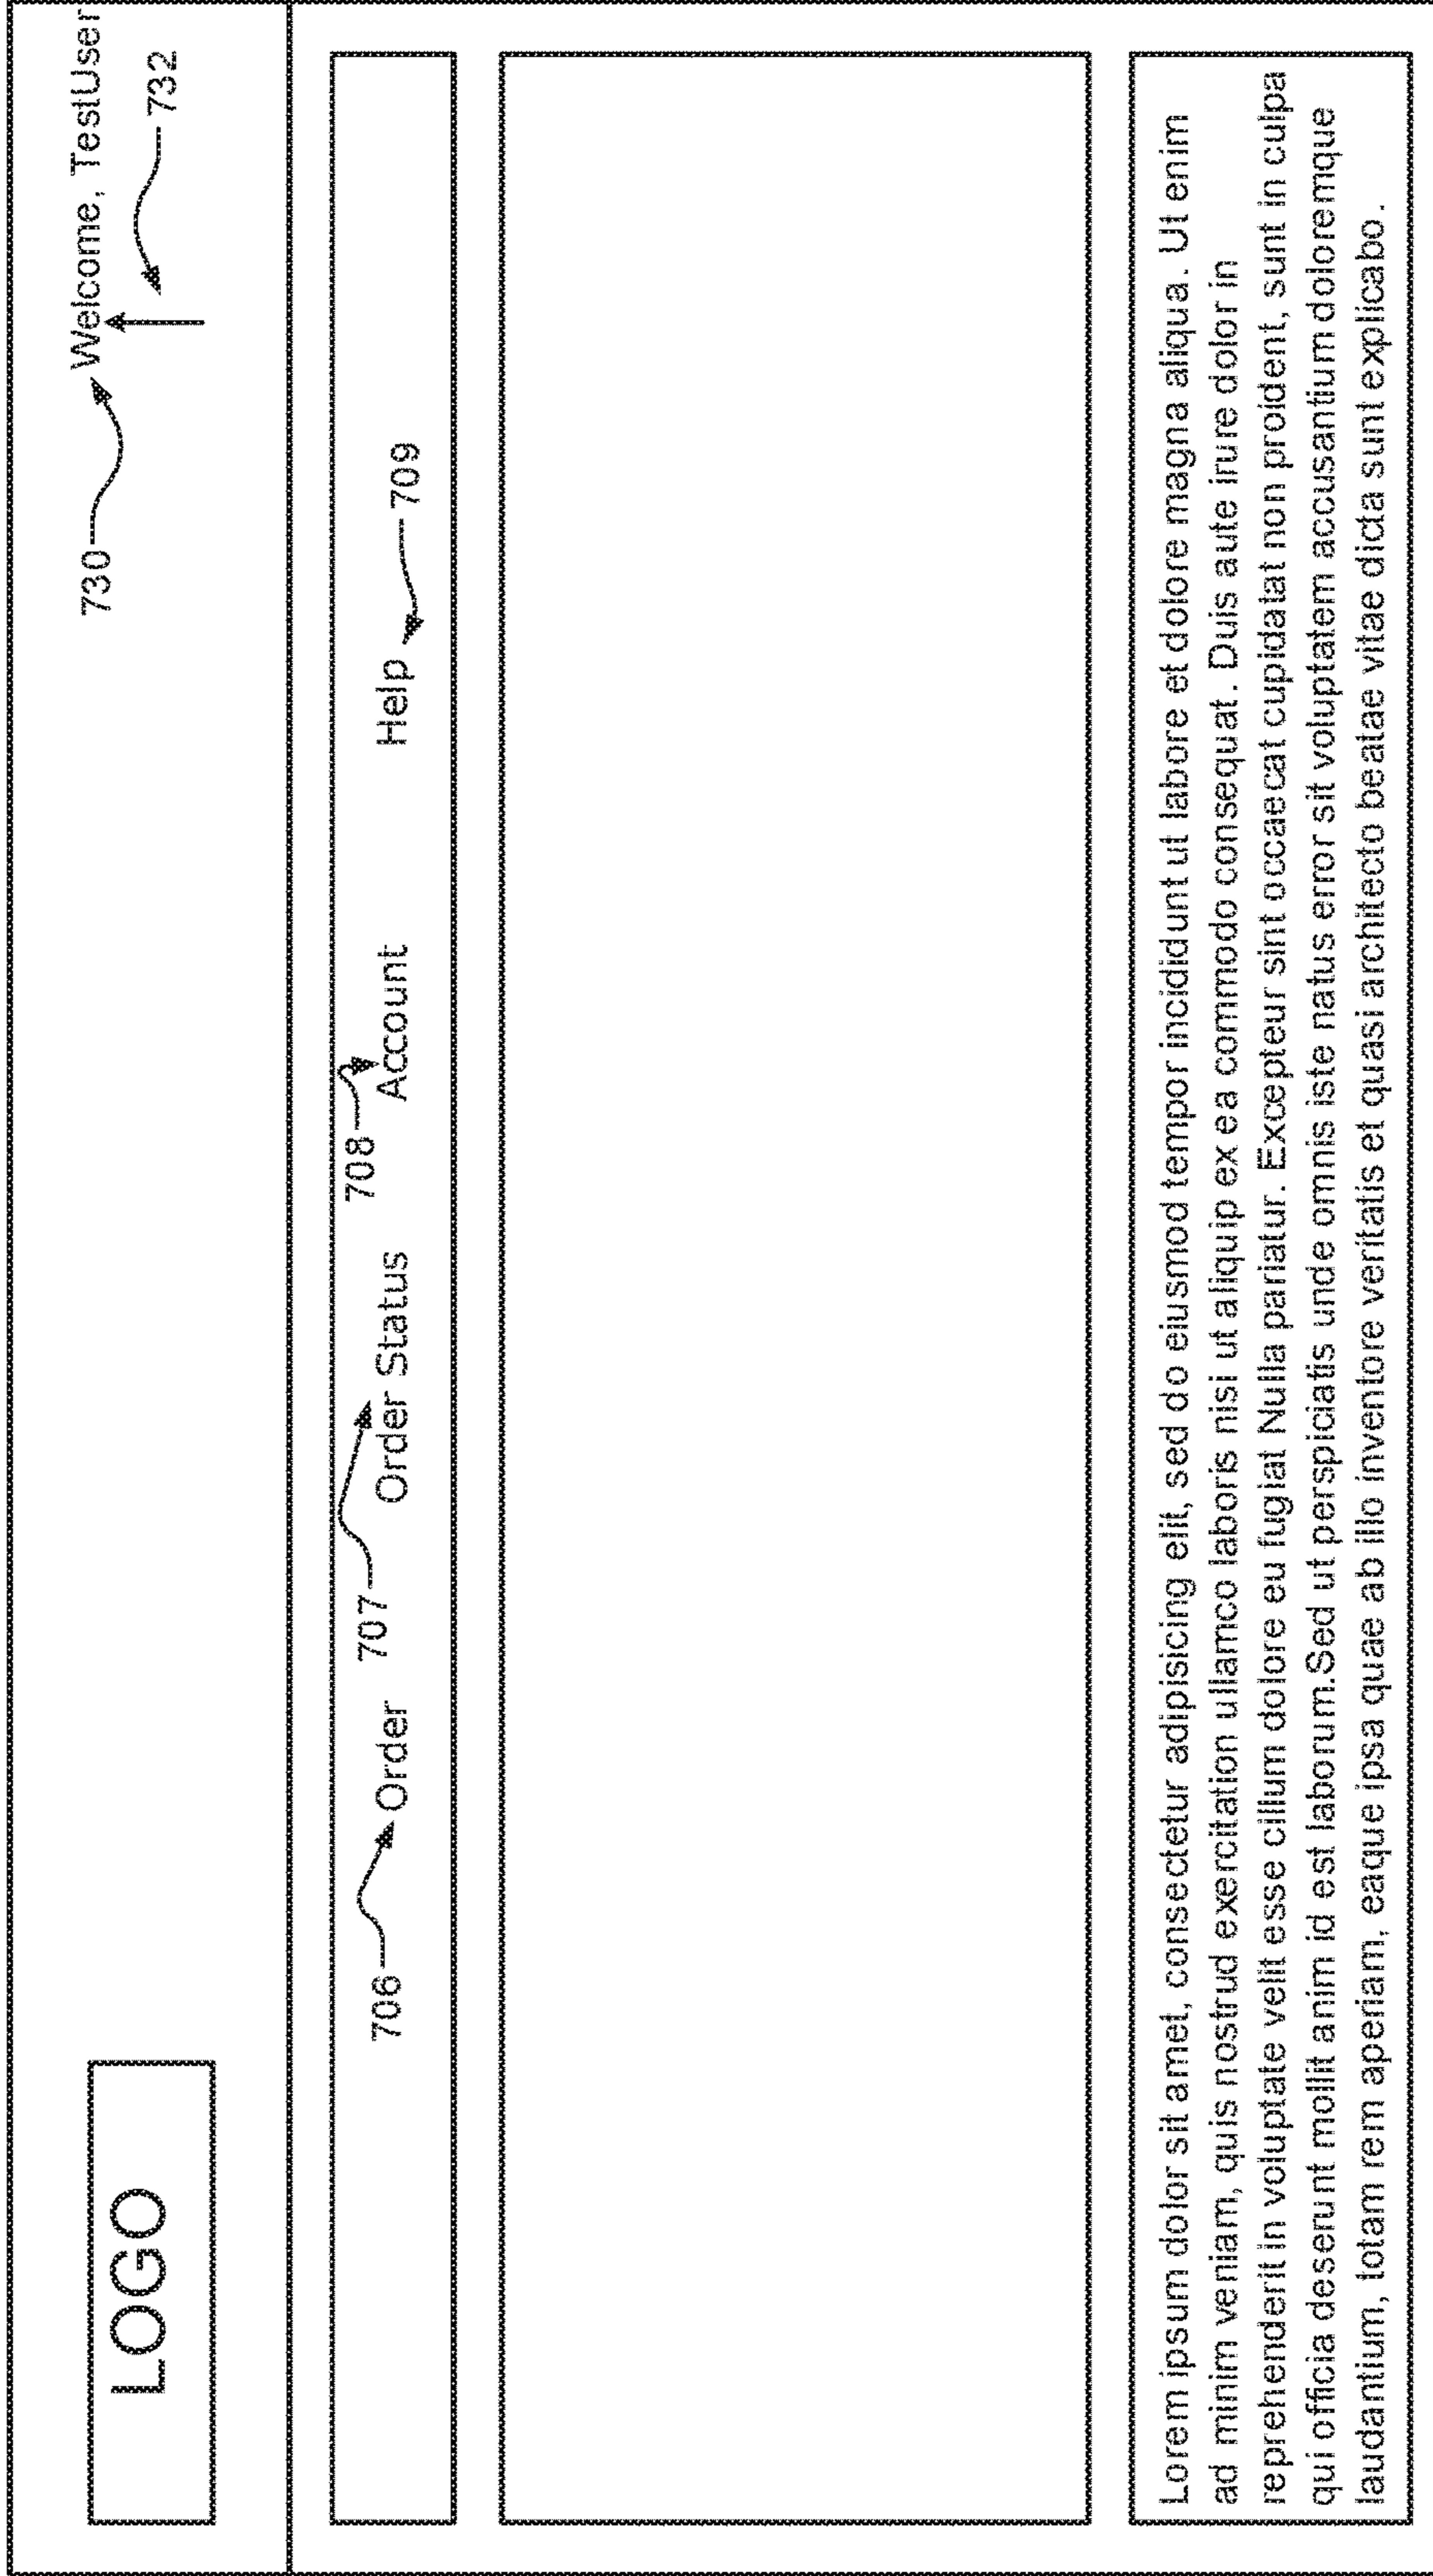 LOGO
730
Welcome, TestUser
732
706
Order
707
Order Status
708
Account
Help
709
Lorem ipsum dolor sit amet, consectetur adipisicing elit, sed do eiusmod tempor incididunt ut labore et dolore magna aliqua. Ut enim
ad minim veniam, quis nostrud exercitation ullamco laboris nisi ut aliquip ex ea commodo consequat. Duis aute irure dolor in
reprehenderit in voluptate velit esse cillum dolore eu fugiat Nulla pariatur. Excepteur sint occaecat cupidatat non proident, sunt in culpa
qui officia deserunt mollit anim id est laborum.Sed ut perspiciatis unde omnis iste natus error sit voluptatem accusantium doloremque
laudantium, totam rem aperiam, eaque ipsa quae ab illo inventore veritatis et quasi architecto beatae vitae dicta sunt explicabo.